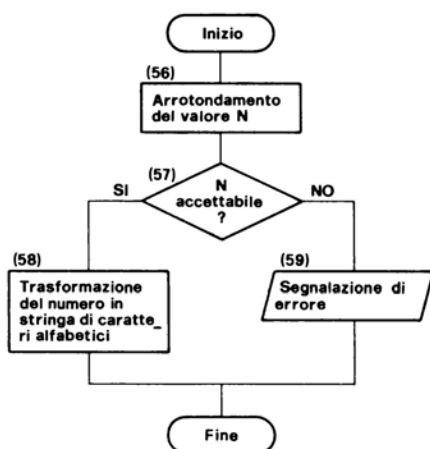 Inizio
(56)
Arrotondamento
del valore N
(57)
SI
N
NO
accettabile
?
(58)
Trasformazione
del numero in
stringa di caratte_
ri alfabetici
(59)
Segnalazione di
errore
Fine